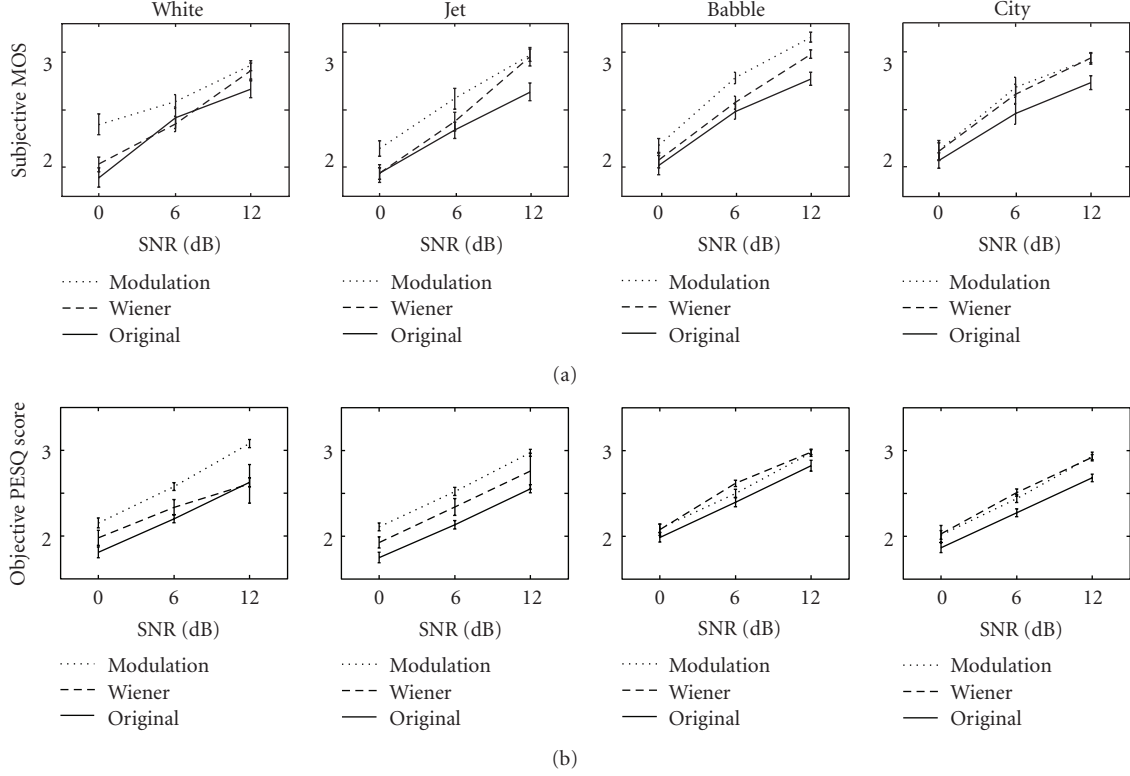 White Jet Babble City
Subjective MOS
3 3 3 3
2 2 2 2
0 6 12 0 6 12 0 6 12 0 6 12
SNR (dB) SNR (dB) SNR (dB) SNR (dB)
Modulation Modulation Modulation Modulation
Wiener Wiener Wiener Wiener
Original Original Original Original
(a)
Objective PESQ score
3 3 3 3
2 2 2 2
0 6 12 0 6 12 0 6 12 0 6 12
SNR (dB) SNR (dB) SNR (dB) SNR (dB)
Modulation Modulation Modulation Modulation
Wiener Wiener Wiener Wiener
Original Original Original Original
(b)